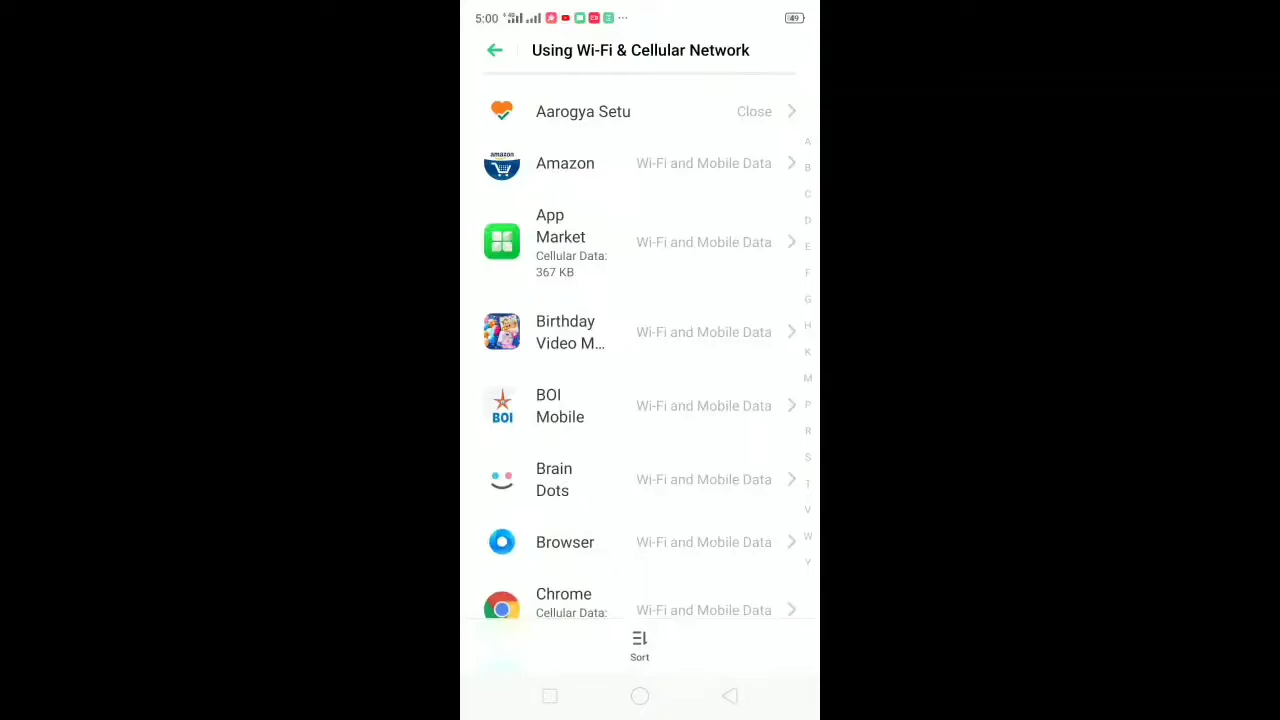 5:00
49
Using Wi-Fi & Cellular Network
Aarogya Setu
Close
amazon
Amazon
Wi-Fi and Mobile Data
App
Market
Cellular Data:
367 KB
Wi-Fi and Mobile Data
Birthday
Video M...
Wi-Fi and Mobile Data
BOI
BOI
Mobile
Wi-Fi and Mobile Data
Brain
Dots
Wi-Fi and Mobile Data
Browser
Wi-Fi and Mobile Data
Chrome
Cellular Data:
Wi-Fi and Mobile Data
A
B
C
D
E
F
G
H
K
M
P
R
S
T
V
W
Y
Sort